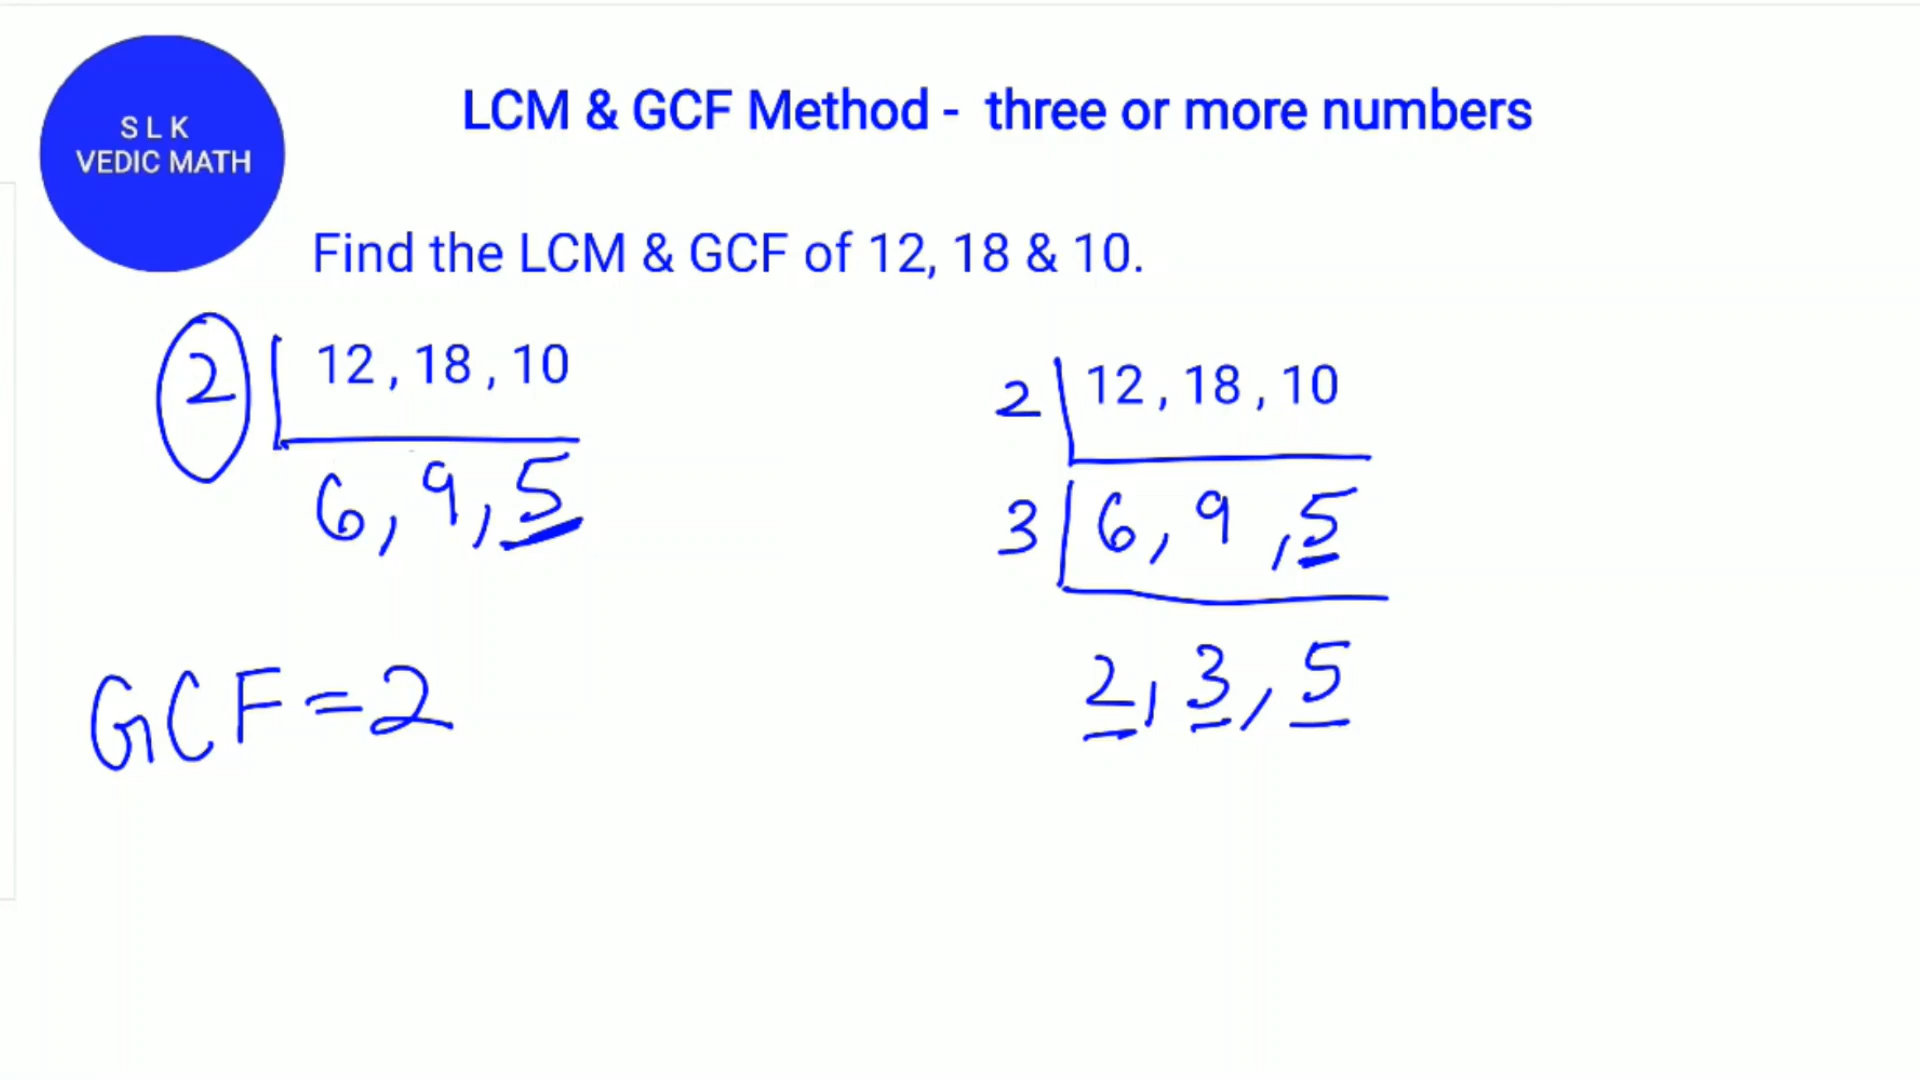 S L K
VEDIC MATH
LCM & GCF Method - three or more numbers
Find the LCM & GCF of 12, 18 & 10.
2 12 , 18 , 10
6, 9, 5
GCF = 2
2 12 , 18 , 10
3 6, 9 , 5
2, 3, 5